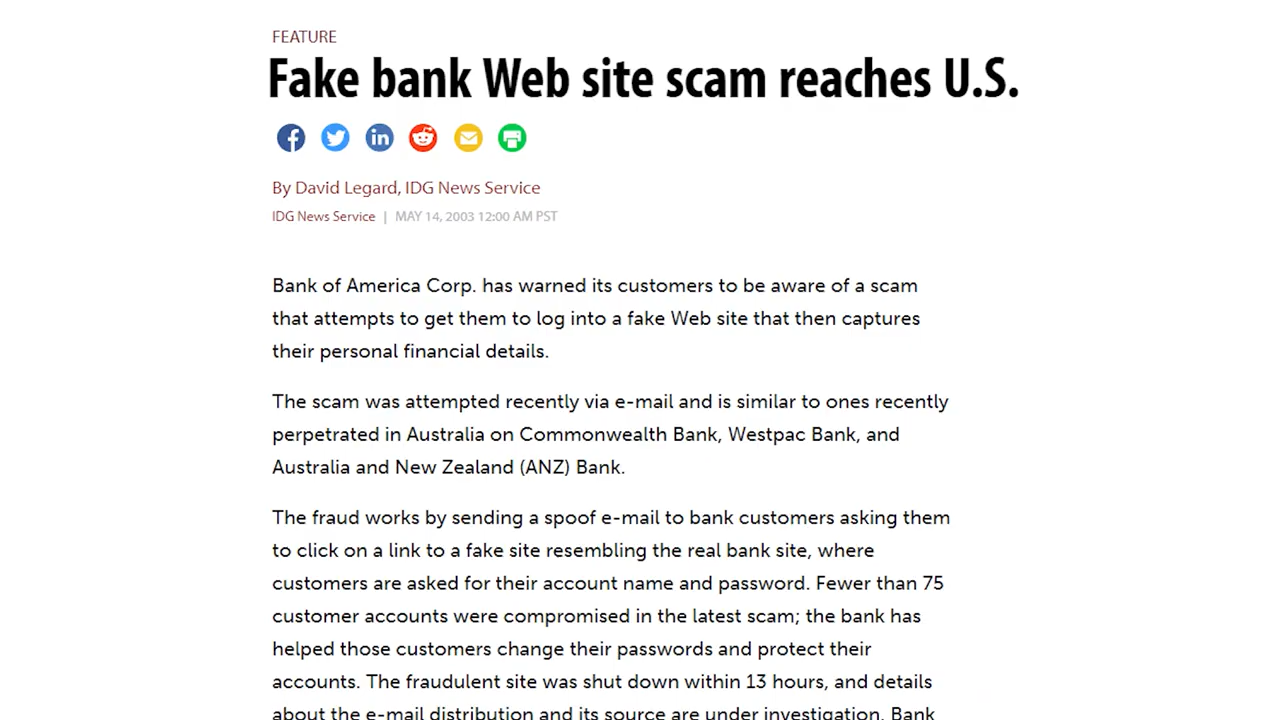 FEATURE
Fake bank Web site scam reaches U.S.
By David Legard, IDG News Service
IDG News Service | MAY 14, 2003 12:00 AM PST
Bank of America Corp. has warned its customers to be aware of a scam
that attempts to get them to log into a fake Web site that then captures
their personal financial details.
The scam was attempted recently via e-mail and is similar to ones recently
perpetrated in Australia on Commonwealth Bank, Westpac Bank, and
Australia and New Zealand (ANZ) Bank.
The fraud works by sending a spoof e-mail to bank customers asking them
to click on a link to a fake site resembling the real bank site, where
customers are asked for their account name and password. Fewer than 75
customer accounts were compromised in the latest scam; the bank has
helped those customers change their passwords and protect their
accounts. The fraudulent site was shut down within 13 hours, and details
about the e-mail distribution and its source are under investigation. Bank